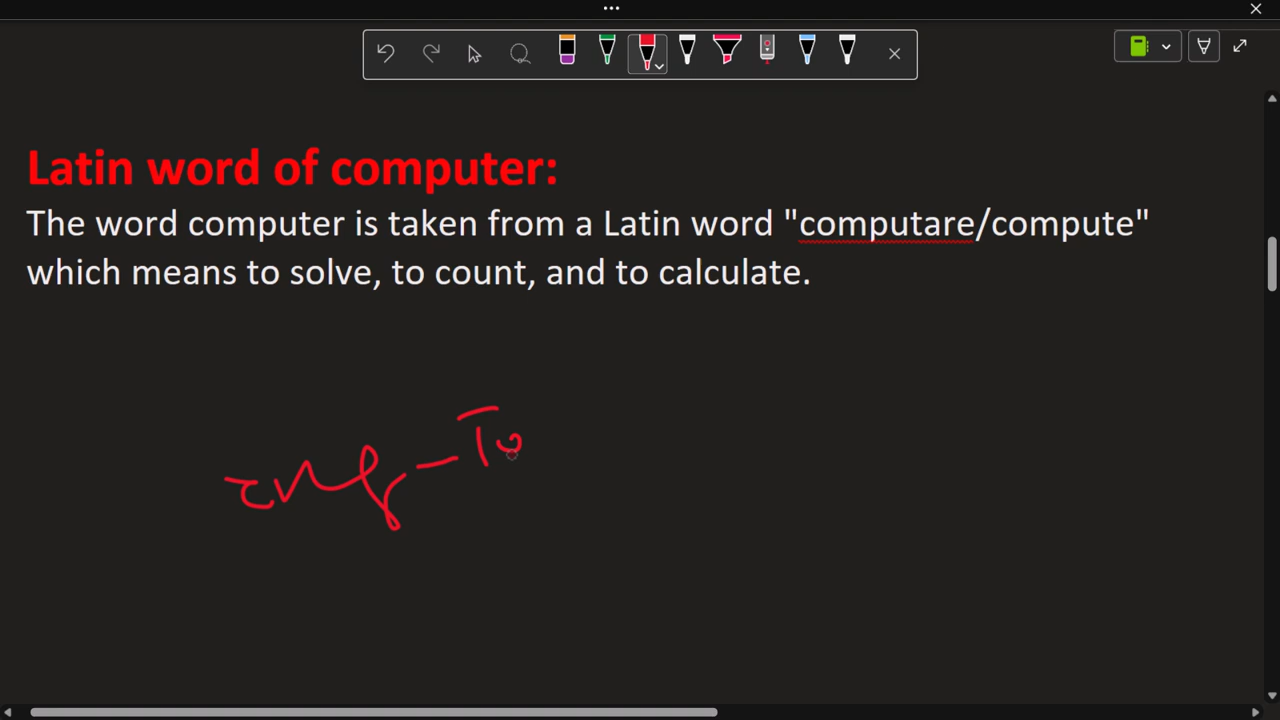 Latin word of computer:
The word computer is taken from a Latin word "computare/compute"
which means to solve, to count, and to calculate.
To